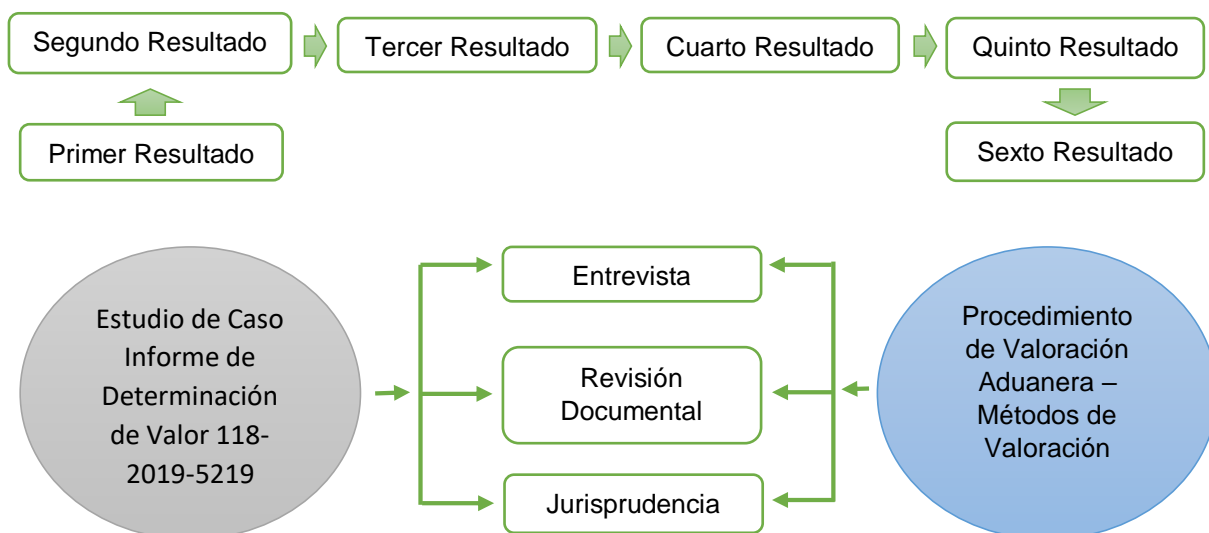 Segundo Resultado
Tercer Resultado
Cuarto Resultado
Quinto Resultado
Primer Resultado
Sexto Resultado
Estudio de Caso
Informe de
Determinación
de Valor 118-
2019-5219
Entrevista
Revisión
Documental
Jurisprudencia
Procedimiento
de Valoración
Aduanera –
Métodos de
Valoración